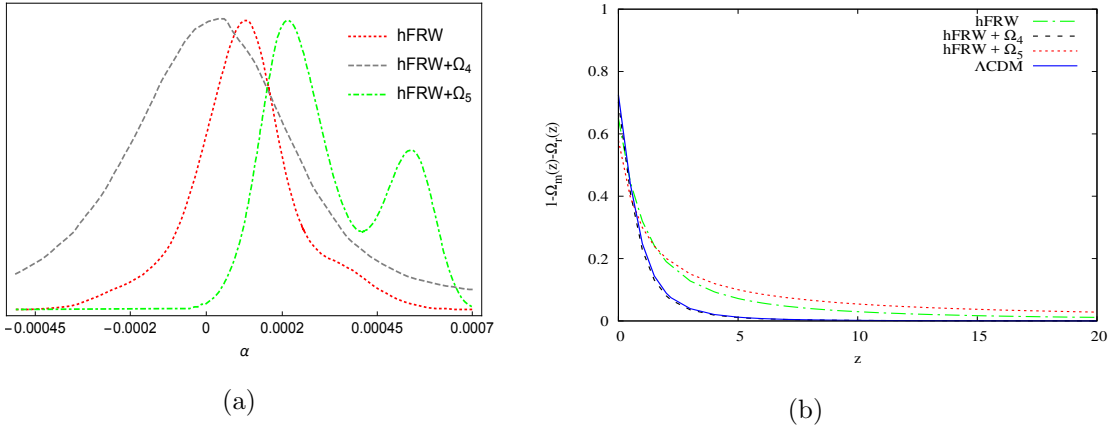 hFRW
hFRW+Ω₄
hFRW+Ω₅
−0.00045 −0.0002 0 0.0002 0.00045 0.0007
α
(a)
1
0.8
0.6
0.4
0.2
0
1-Ω_m(z)-Ω_r(z)
hFRW
hFRW + Ω₄
hFRW + Ω₅
ΛCDM
0 5 10 15 20
z
(b)